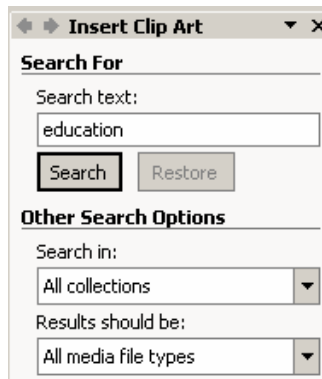 Insert Clip Art
Search For
Search text:
education
Search
Restore
Other Search Options
Search in:
All collections
Results should be:
All media file types